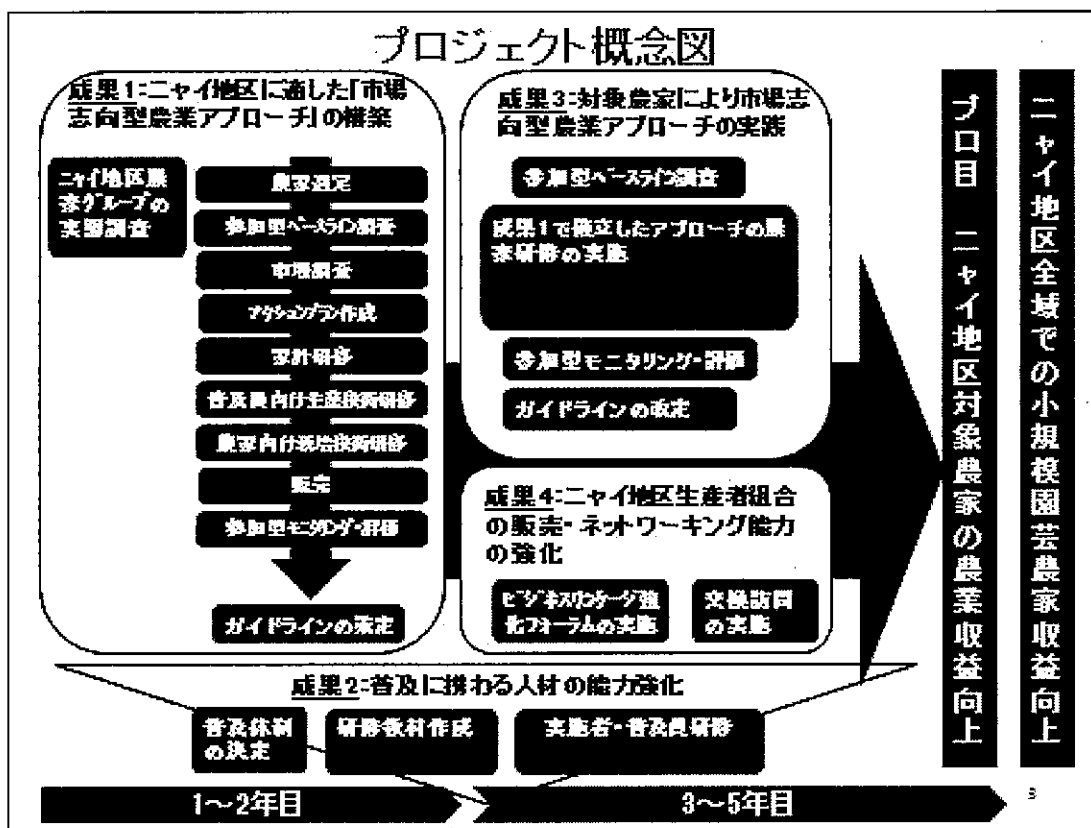 プロジェクト概念図
成果1:ニャイ地区に適した「市場
志向型農業アプローチ」の構築
ニャイ地区農
家グループの
実態調査
農家選定
参加型ベースライン調査
市場調査
アクションプラン作成
家計研修
普及員向け生産技術研修
農家向け栽培技術研修
販売
参加型モニタリング・評価
ガイドラインの改定
成果3:対象農家により市場志
向型農業アプローチの実践
参加型ベースライン調査
成果1で確立したアプローチの農
家研修の実施
参加型モニタリング・評価
ガイドラインの改定
成果4:ニャイ地区生産者組合
の販売・ネットワーキング能力
の強化
ビジネスリンケージ強
化フォーラムの実施
交換訪問
の実施
成果2:普及に携わる人材の能力強化
普及体制
の決定
研修教材作成
実施者・普及員研修
1~2年目
3~5年目
プロ目 ニャイ地区対象農家の農業収益向上
ニャイ地区全域での小規模園芸農家収益向上